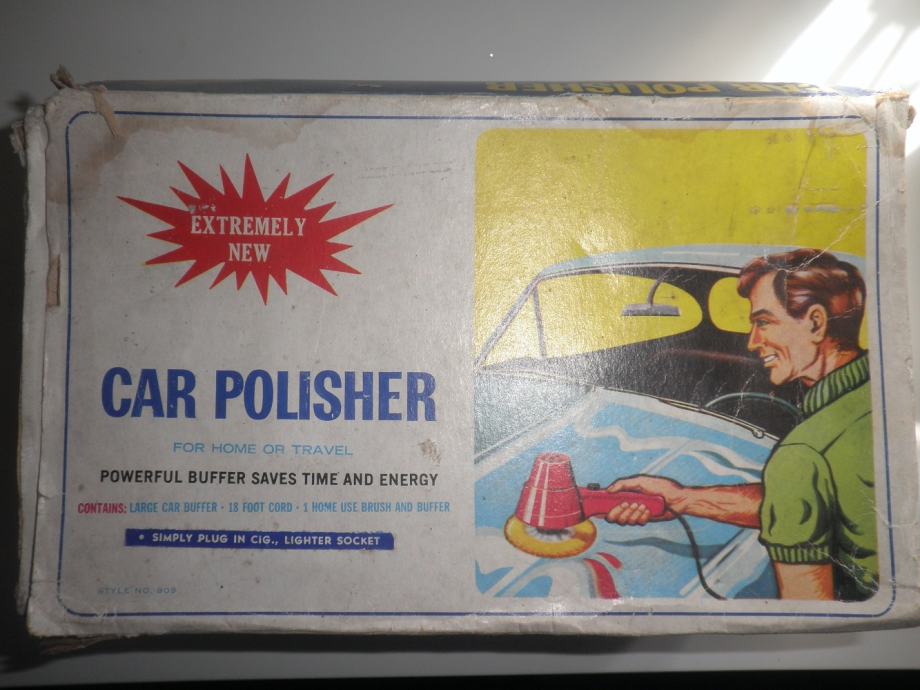 CAR POLISHER
EXTREMELY
NEW
CAR POLISHER
FOR HOME OR TRAVEL
POWERFUL BUFFER SAVES TIME AND ENERGY
CONTAINS: LARGE CAR BUFFER · 18 FOOT CORD · 1 HOME USE BRUSH AND BUFFER
• SIMPLY PLUG IN CIG., LIGHTER SOCKET
STYLE NO. 909